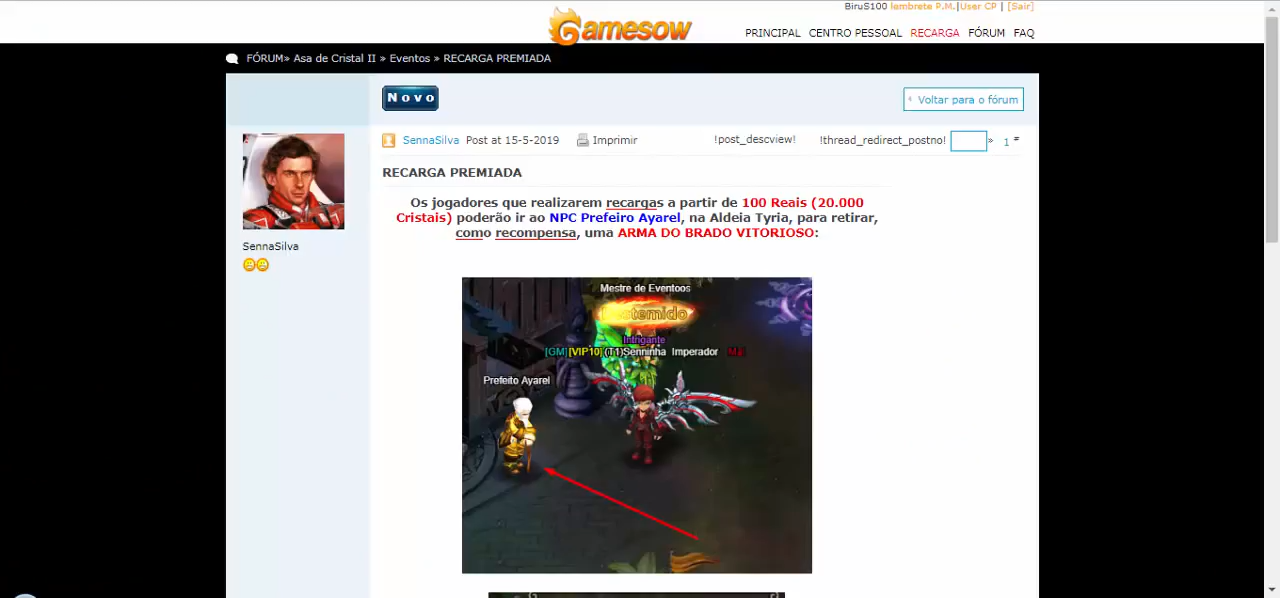 BiruS100 lembrete P.M.|User CP | [Sair]
Gamesow
PRINCIPAL CENTRO PESSOAL RECARGA FÓRUM FAQ
FÓRUM» Asa de Cristal II » Eventos » RECARGA PREMIADA
Novo
Voltar para o fórum
SennaSilva Post at 15-5-2019 Imprimir !post_descview! !thread_redirect_postno! » 1 #
RECARGA PREMIADA
Os jogadores que realizarem recargas a partir de 100 Reais (20.000
Cristais) poderão ir ao NPC Prefeiro Ayarel, na Aldeia Tyria, para retirar,
como recompensa, uma ARMA DO BRADO VITORIOSO:
SennaSilva
Mestre de Eventoos
temido
Intrigante
[GM][VIP10](T1)Senninha Imperador
Prefeito Ayarel